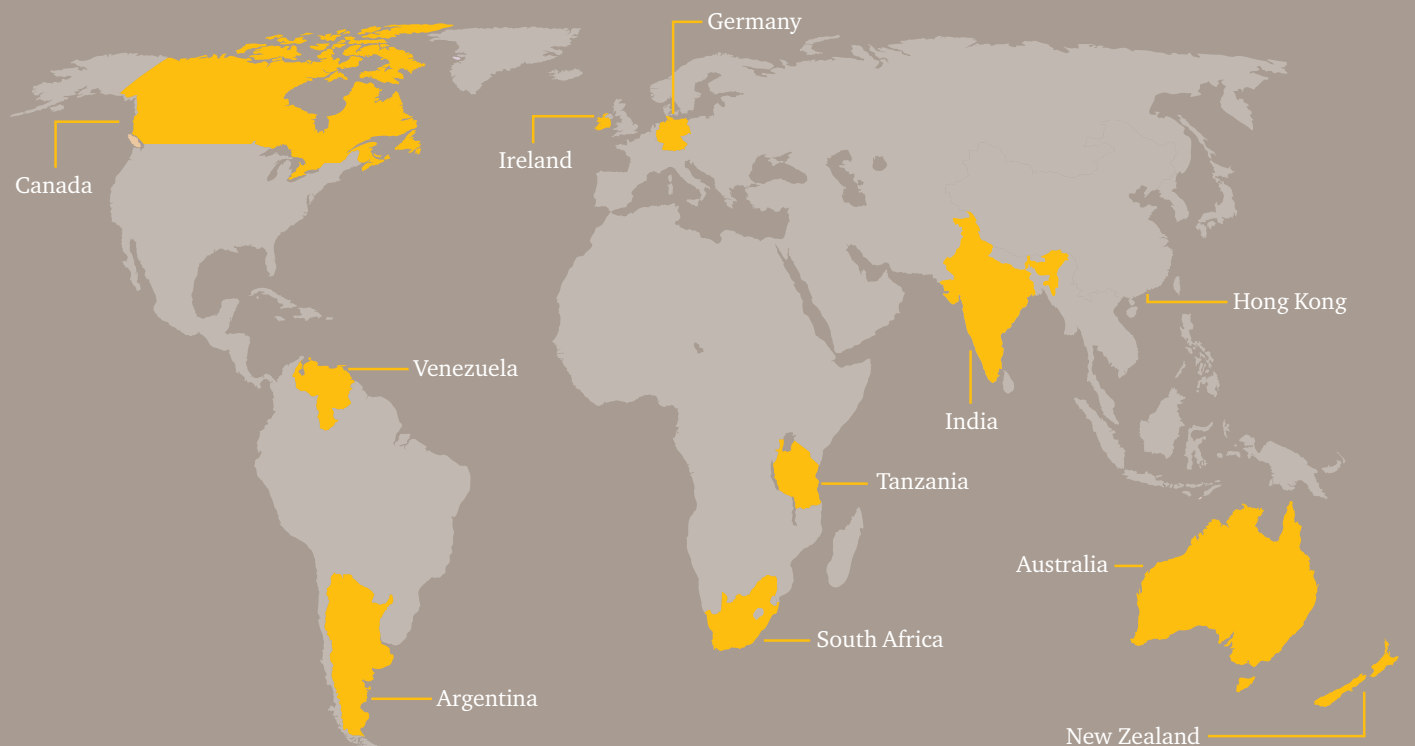 Germany
Ireland
Canada
Hong Kong
Venezuela
India
Tanzania
Australia
South Africa
Argentina
New Zealand